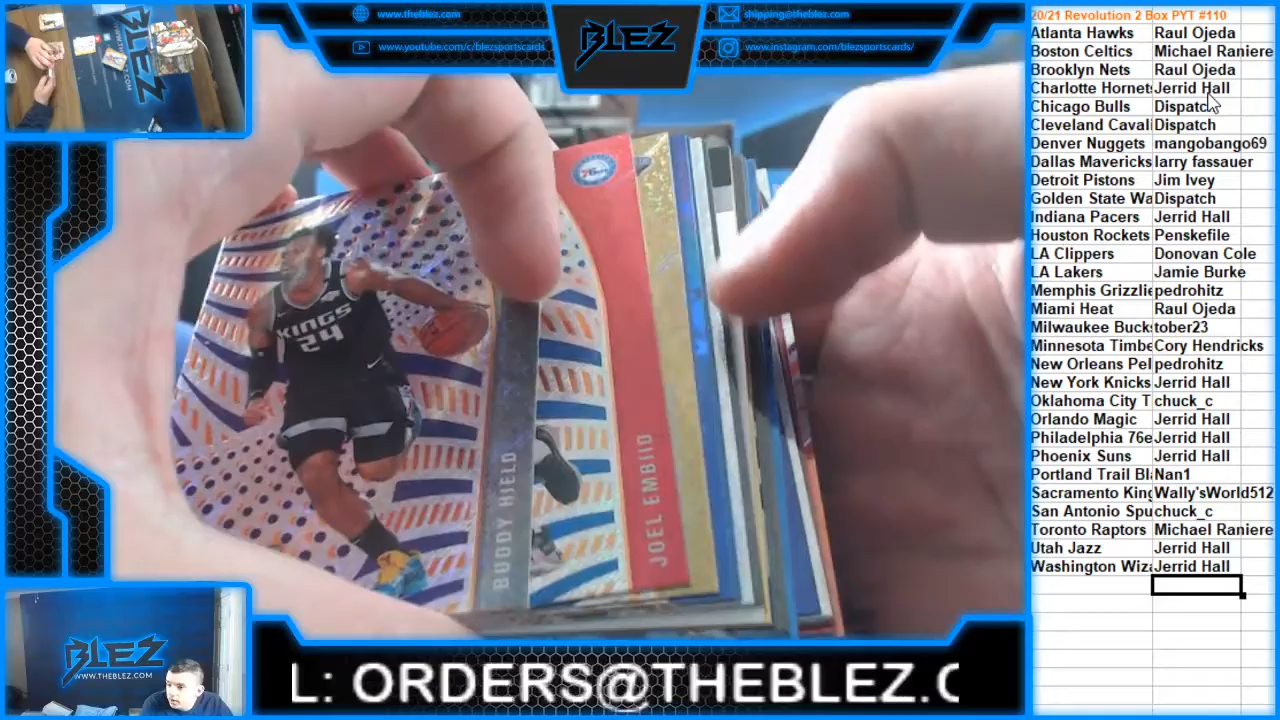 www.theblez.com
www.youtube.com/c/blezsportscards
BLEZ
shipping@theblez.com
www.instagram.com/blezsportscards/
20/21 Revolution 2 Box PYT #110
Atlanta Hawks Raul Ojeda
Boston Celtics Michael Raniere
Brooklyn Nets Raul Ojeda
Charlotte Hornets Jerrid Hall
Chicago Bulls Dispatch
Cleveland Cavali Dispatch
Denver Nuggets mangobango69
Dallas Mavericks larry fassauer
Detroit Pistons Jim Ivey
Golden State Wa Dispatch
Indiana Pacers Jerrid Hall
Houston Rockets Penskefile
LA Clippers Donovan Cole
LA Lakers Jamie Burke
Memphis Grizzlie pedrohitz
Miami Heat Raul Ojeda
Milwaukee Buck tober23
Minnesota Timbe Cory Hendricks
New Orleans Pel pedrohitz
New York Knicks Jerrid Hall
Oklahoma City T chuck_c
Orlando Magic Jerrid Hall
Philadelphia 76e Jerrid Hall
Phoenix Suns Jerrid Hall
Portland Trail Bl Nan1
Sacramento King Wally'sWorld512
San Antonio Spu chuck_c
Toronto Raptors Michael Raniere
Utah Jazz Jerrid Hall
Washington Wiza Jerrid Hall
KINGS
24
BUDDY HIELD
76ers
JOEL EMBIID
BLEZ
BLEZ
WWW.THEBLEZ.COM
L: ORDERS@THEBLEZ.C